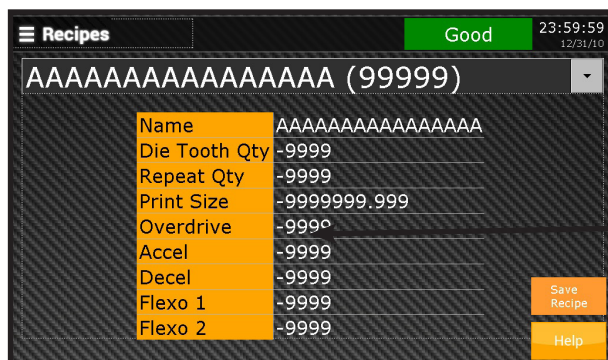 ☰ Recipes
Good
23:59:59
12/31/10
AAAAAAAAAAAAAAAA (99999)
Name AAAAAAAAAAAAAAAA
Die Tooth Qty -9999
Repeat Qty -9999
Print Size -9999999.999
Overdrive -9999
Accel -9999
Decel -9999
Flexo 1 -9999
Flexo 2 -9999
Save
Recipe
Help